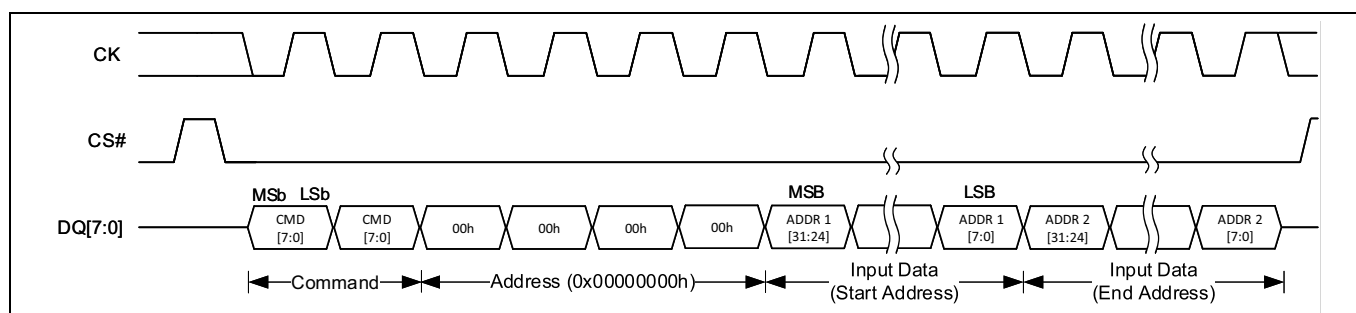 CK
CS#
MSb LSb MSB LSB
DQ[7:0] CMD [7:0] CMD [7:0] 00h 00h 00h 00h ADDR 1 [31:24] ADDR 1 [7:0] ADDR 2 [31:24] ADDR 2 [7:0]
Command
Address (0x00000000h)
Input Data
(Start Address)
Input Data
(End Address)